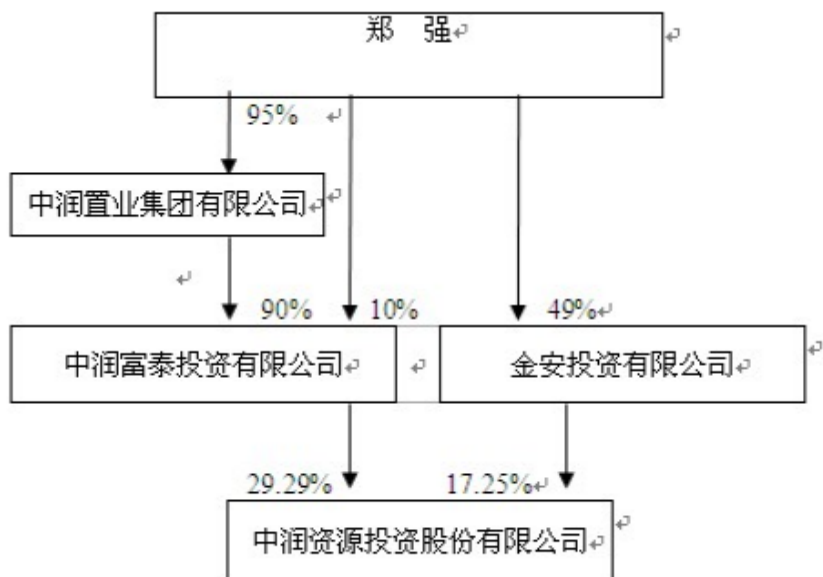 郑 强
95%
中润置业集团有限公司
90% 10% 49%
中润富泰投资有限公司 金安投资有限公司
29.29% 17.25%
中润资源投资股份有限公司